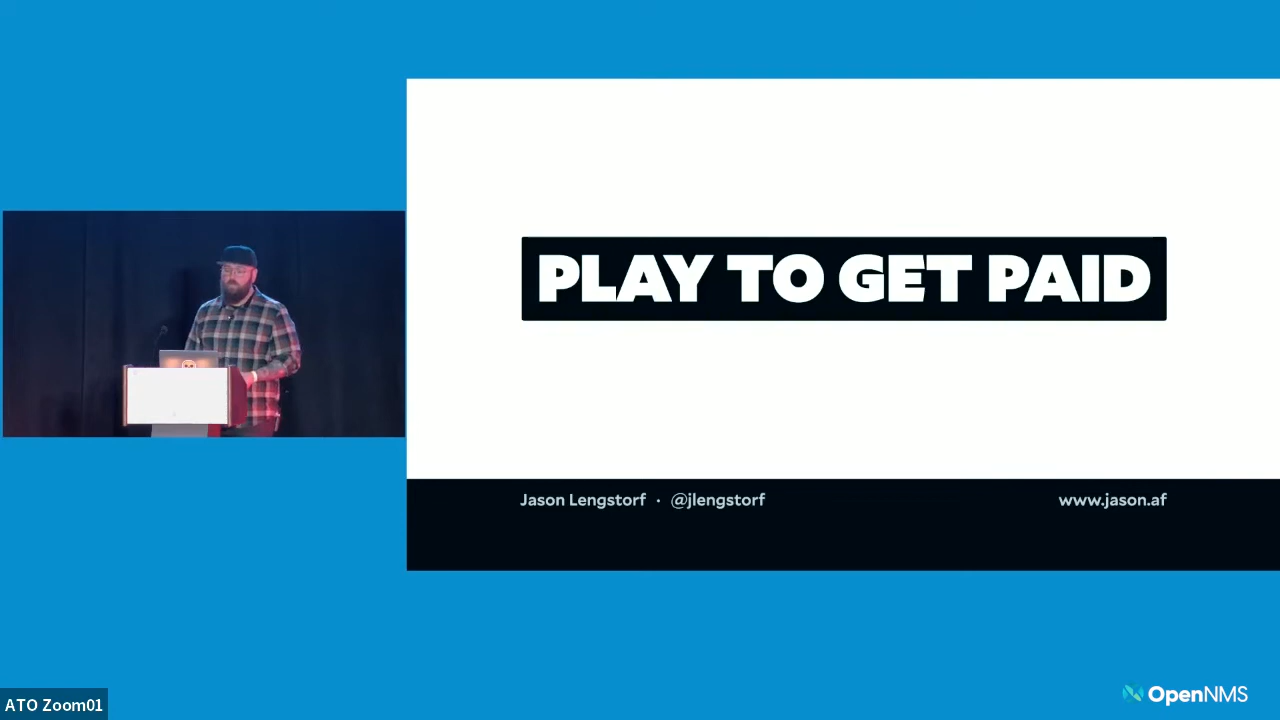 PLAY TO GET PAID
Jason Lengstorf · @jlengstorf
www.jason.af
ATO Zoom01
OpenNMS